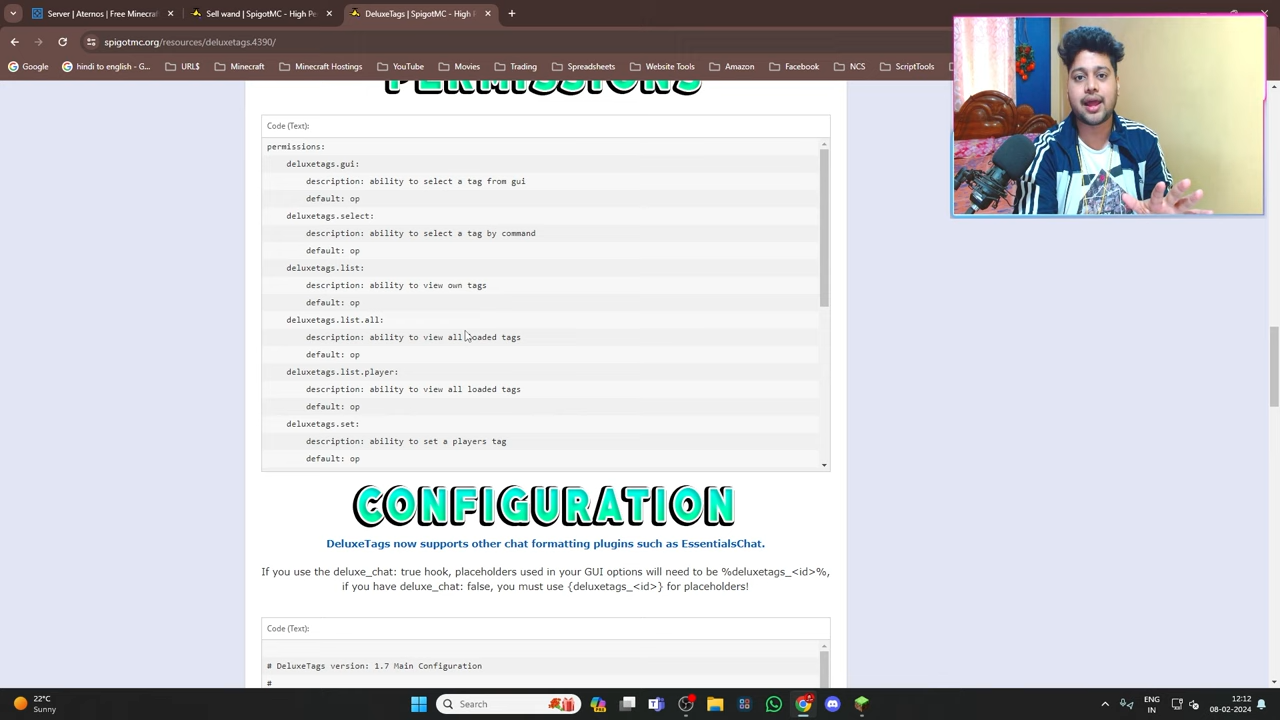 Server | Aternos | Free Minecr
Sell wand | SpigotMC - High Pe
DeluxeTags | SpigotMC - High P
spigotmc.org/resources/deluxetags.4390/
Google
hindi to english - G...
URL$
Minecraft
Minecraft Hostings
YouTube
Movies
Trading
Spreadsheets
Website Tools
Amazon
Facebook
NCS
ScriptTools
PERMISSIONS
Code (Text):
permissions:
deluxetags.gui:
description: ability to select a tag from gui
default: op
deluxetags.select:
description: ability to select a tag by command
default: op
deluxetags.list:
description: ability to view own tags
default: op
deluxetags.list.all:
description: ability to view all loaded tags
default: op
deluxetags.list.player:
description: ability to view all loaded tags
default: op
deluxetags.set:
description: ability to set a players tag
default: op
CONFIGURATION
DeluxeTags now supports other chat formatting plugins such as EssentialsChat.
If you use the deluxe_chat: true hook, placeholders used in your GUI options will need to be %deluxetags_<id>%,
if you have deluxe_chat: false, you must use {deluxetags_<id>} for placeholders!
Code (Text):
# DeluxeTags version: 1.7 Main Configuration
#
22°C
Sunny
Search
ENG
IN
12:12
08-02-2024